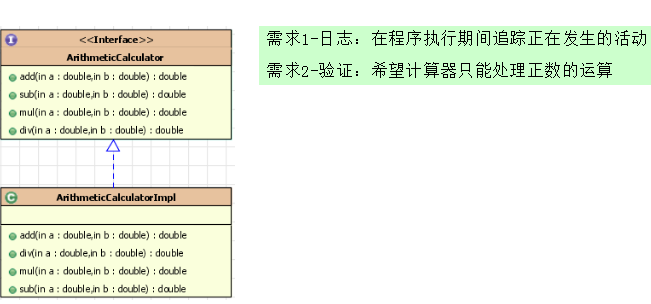 I
<<Interface>>
ArithmeticCalculator
add(in a : double,in b : double) : double
sub(in a : double,in b : double) : double
mul(in a : double,in b : double) : double
div(in a : double,in b : double) : double
C
ArithmeticCalculatorImpl
add(in a : double,in b : double) : double
div(in a : double,in b : double) : double
mul(in a : double,in b : double) : double
sub(in a : double,in b : double) : double
需求1-日志：在程序执行期间追踪正在发生的活动
需求2-验证：希望计算器只能处理正数的运算